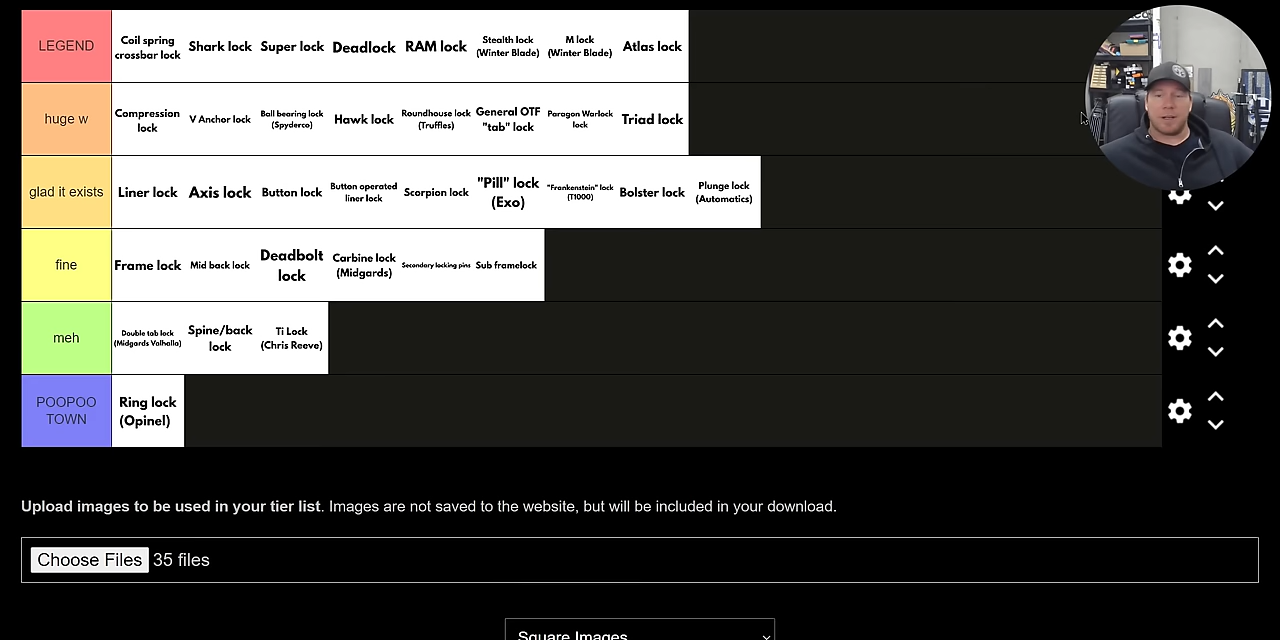 LEGEND
Coil spring
crossbar lock
Shark lock
Super lock
Deadlock
RAM lock
Stealth lock
(Winter Blade)
M lock
(Winter Blade)
Atlas lock
huge w
Compression
lock
V Anchor lock
Ball bearing lock
(Spyderco)
Hawk lock
Roundhouse lock
(Truffles)
General OTF
"tab" lock
Paragon Warlock
lock
Triad lock
glad it exists
Liner lock
Axis lock
Button lock
Button operated
liner lock
Scorpion lock
"Pill" lock
(Exo)
"Frankenstein" lock
(T1000)
Bolster lock
Plunge lock
(Automatics)
fine
Frame lock
Mid back lock
Deadbolt
lock
Carbine lock
(Midgards)
Secondary locking pins
Sub framelock
meh
Double tab lock
(Midgards Valhalla)
Spine/back
lock
Ti Lock
(Chris Reeve)
POOPOO
TOWN
Ring lock
(Opinel)
Upload images to be used in your tier list. Images are not saved to the website, but will be included in your download.
Choose Files 35 files
Square Images